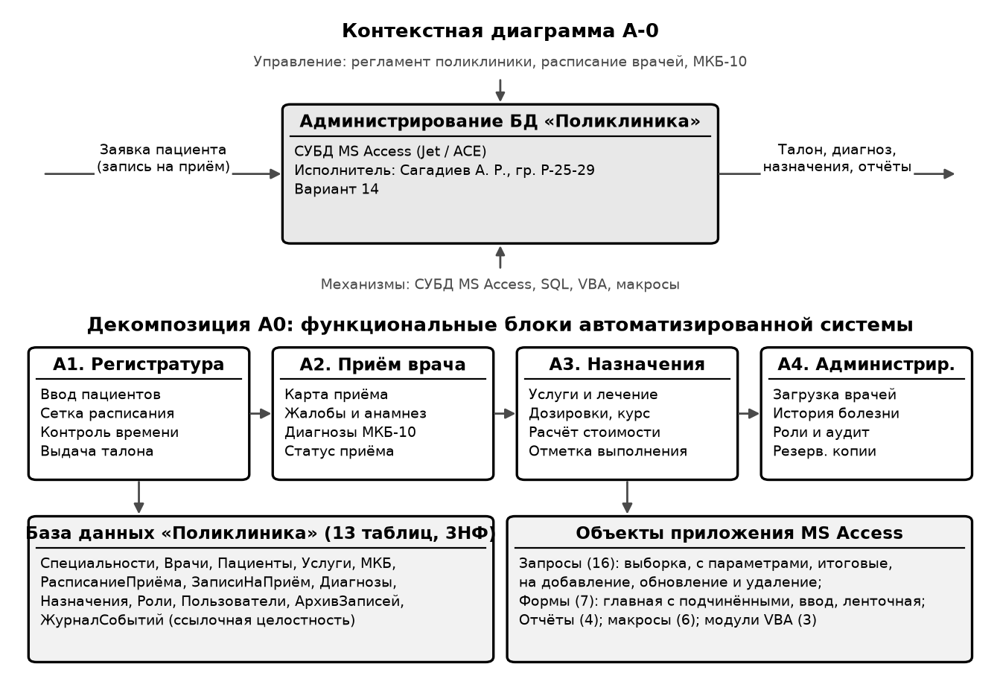 Контекстная диаграмма А-0
Управление: регламент поликлиники, расписание врачей, МКБ-10
Администрирование БД «Поликлиника»
СУБД MS Access (Jet / ACE)
Исполнитель: Сагадиев А. Р., гр. Р-25-29
Вариант 14
Заявка пациента
(запись на приём)
Талон, диагноз,
назначения, отчёты
Механизмы: СУБД MS Access, SQL, VBA, макросы
Декомпозиция А0: функциональные блоки автоматизированной системы
А1. Регистратура
Ввод пациентов
Сетка расписания
Контроль времени
Выдача талона
А2. Приём врача
Карта приёма
Жалобы и анамнез
Диагнозы МКБ-10
Статус приёма
А3. Назначения
Услуги и лечение
Дозировки, курс
Расчёт стоимости
Отметка выполнения
А4. Администрир.
Загрузка врачей
История болезни
Роли и аудит
Резерв. копии
База данных «Поликлиника» (13 таблиц, 3НФ)
Специальности, Врачи, Пациенты, Услуги, МКБ,
РасписаниеПриёма, ЗаписиНаПриём, Диагнозы,
Назначения, Роли, Пользователи, АрхивЗаписей,
ЖурналСобытий (ссылочная целостность)
Объекты приложения MS Access
Запросы (16): выборка, с параметрами, итоговые,
на добавление, обновление и удаление;
Формы (7): главная с подчинёнными, ввод, ленточная;
Отчёты (4); макросы (6); модули VBA (3)